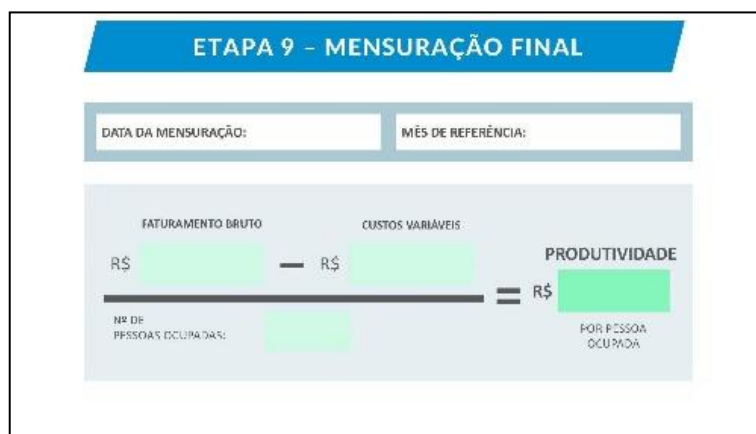 ETAPA 9 – MENSURAÇÃO FINAL
DATA DA MENSURAÇÃO:
MÊS DE REFERÊNCIA:
FATURAMENTO BRUTO
CUSTOS VARIÁVEIS
R$ — R$
PRODUTIVIDADE
= R$
Nº DE
PESSOAS OCUPADAS:
POR PESSOA
OCUPADA